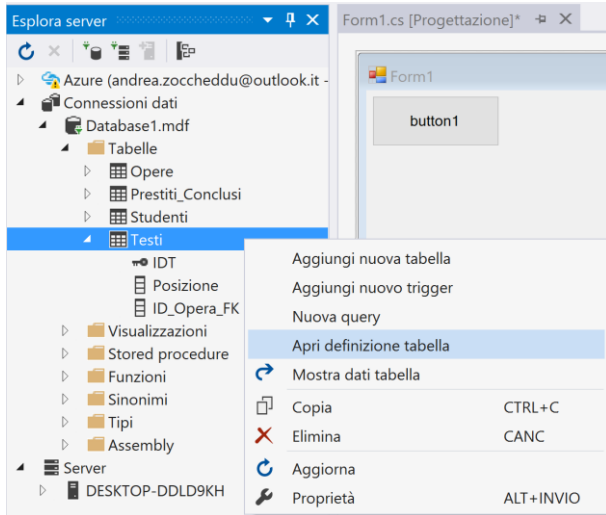 Esplora server
Form1.cs [Progettazione]*
Azure (andrea.zoccheddu@outlook.it -
Form1
Connessioni dati
button1
Database1.mdf
Tabelle
Opere
Prestiti_Conclusi
Studenti
Testi
IDT
Posizione
ID_Opera_FK
Visualizzazioni
Stored procedure
Funzioni
Sinonimi
Tipi
Assembly
Server
DESKTOP-DDLD9KH
Aggiungi nuova tabella
Aggiungi nuovo trigger
Nuova query
Apri definizione tabella
Mostra dati tabella
Copia CTRL+C
Elimina CANC
Aggiorna
Proprietà ALT+INVIO